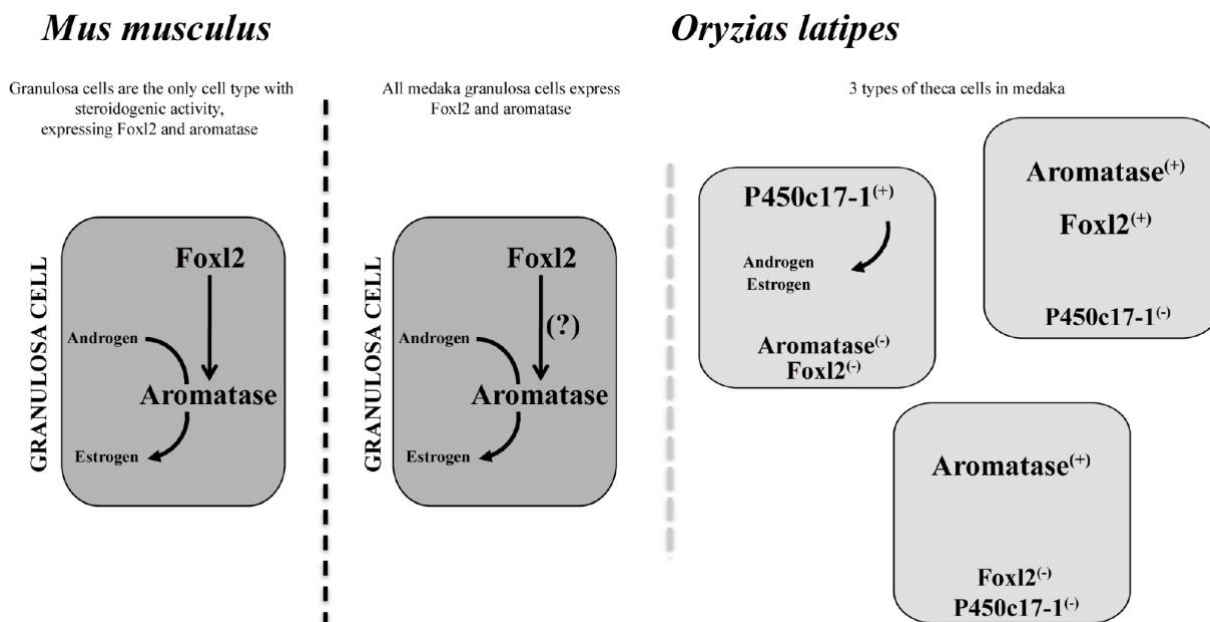 Mus musculus
Oryzias latipes
Granulosa cells are the only cell type with
steroidogenic activity,
expressing Foxl2 and aromatase
All medaka granulosa cells express
Foxl2 and aromatase
3 types of theca cells in medaka
GRANULOSA CELL
Foxl2
Androgen
Aromatase
Estrogen
GRANULOSA CELL
Foxl2
(?)
Androgen
Aromatase
Estrogen
P450c17-1(+)
Androgen
Estrogen
Aromatase(-)
Foxl2(-)
Aromatase(+)
Foxl2(+)
P450c17-1(-)
Aromatase(+)
Foxl2(-)
P450c17-1(-)